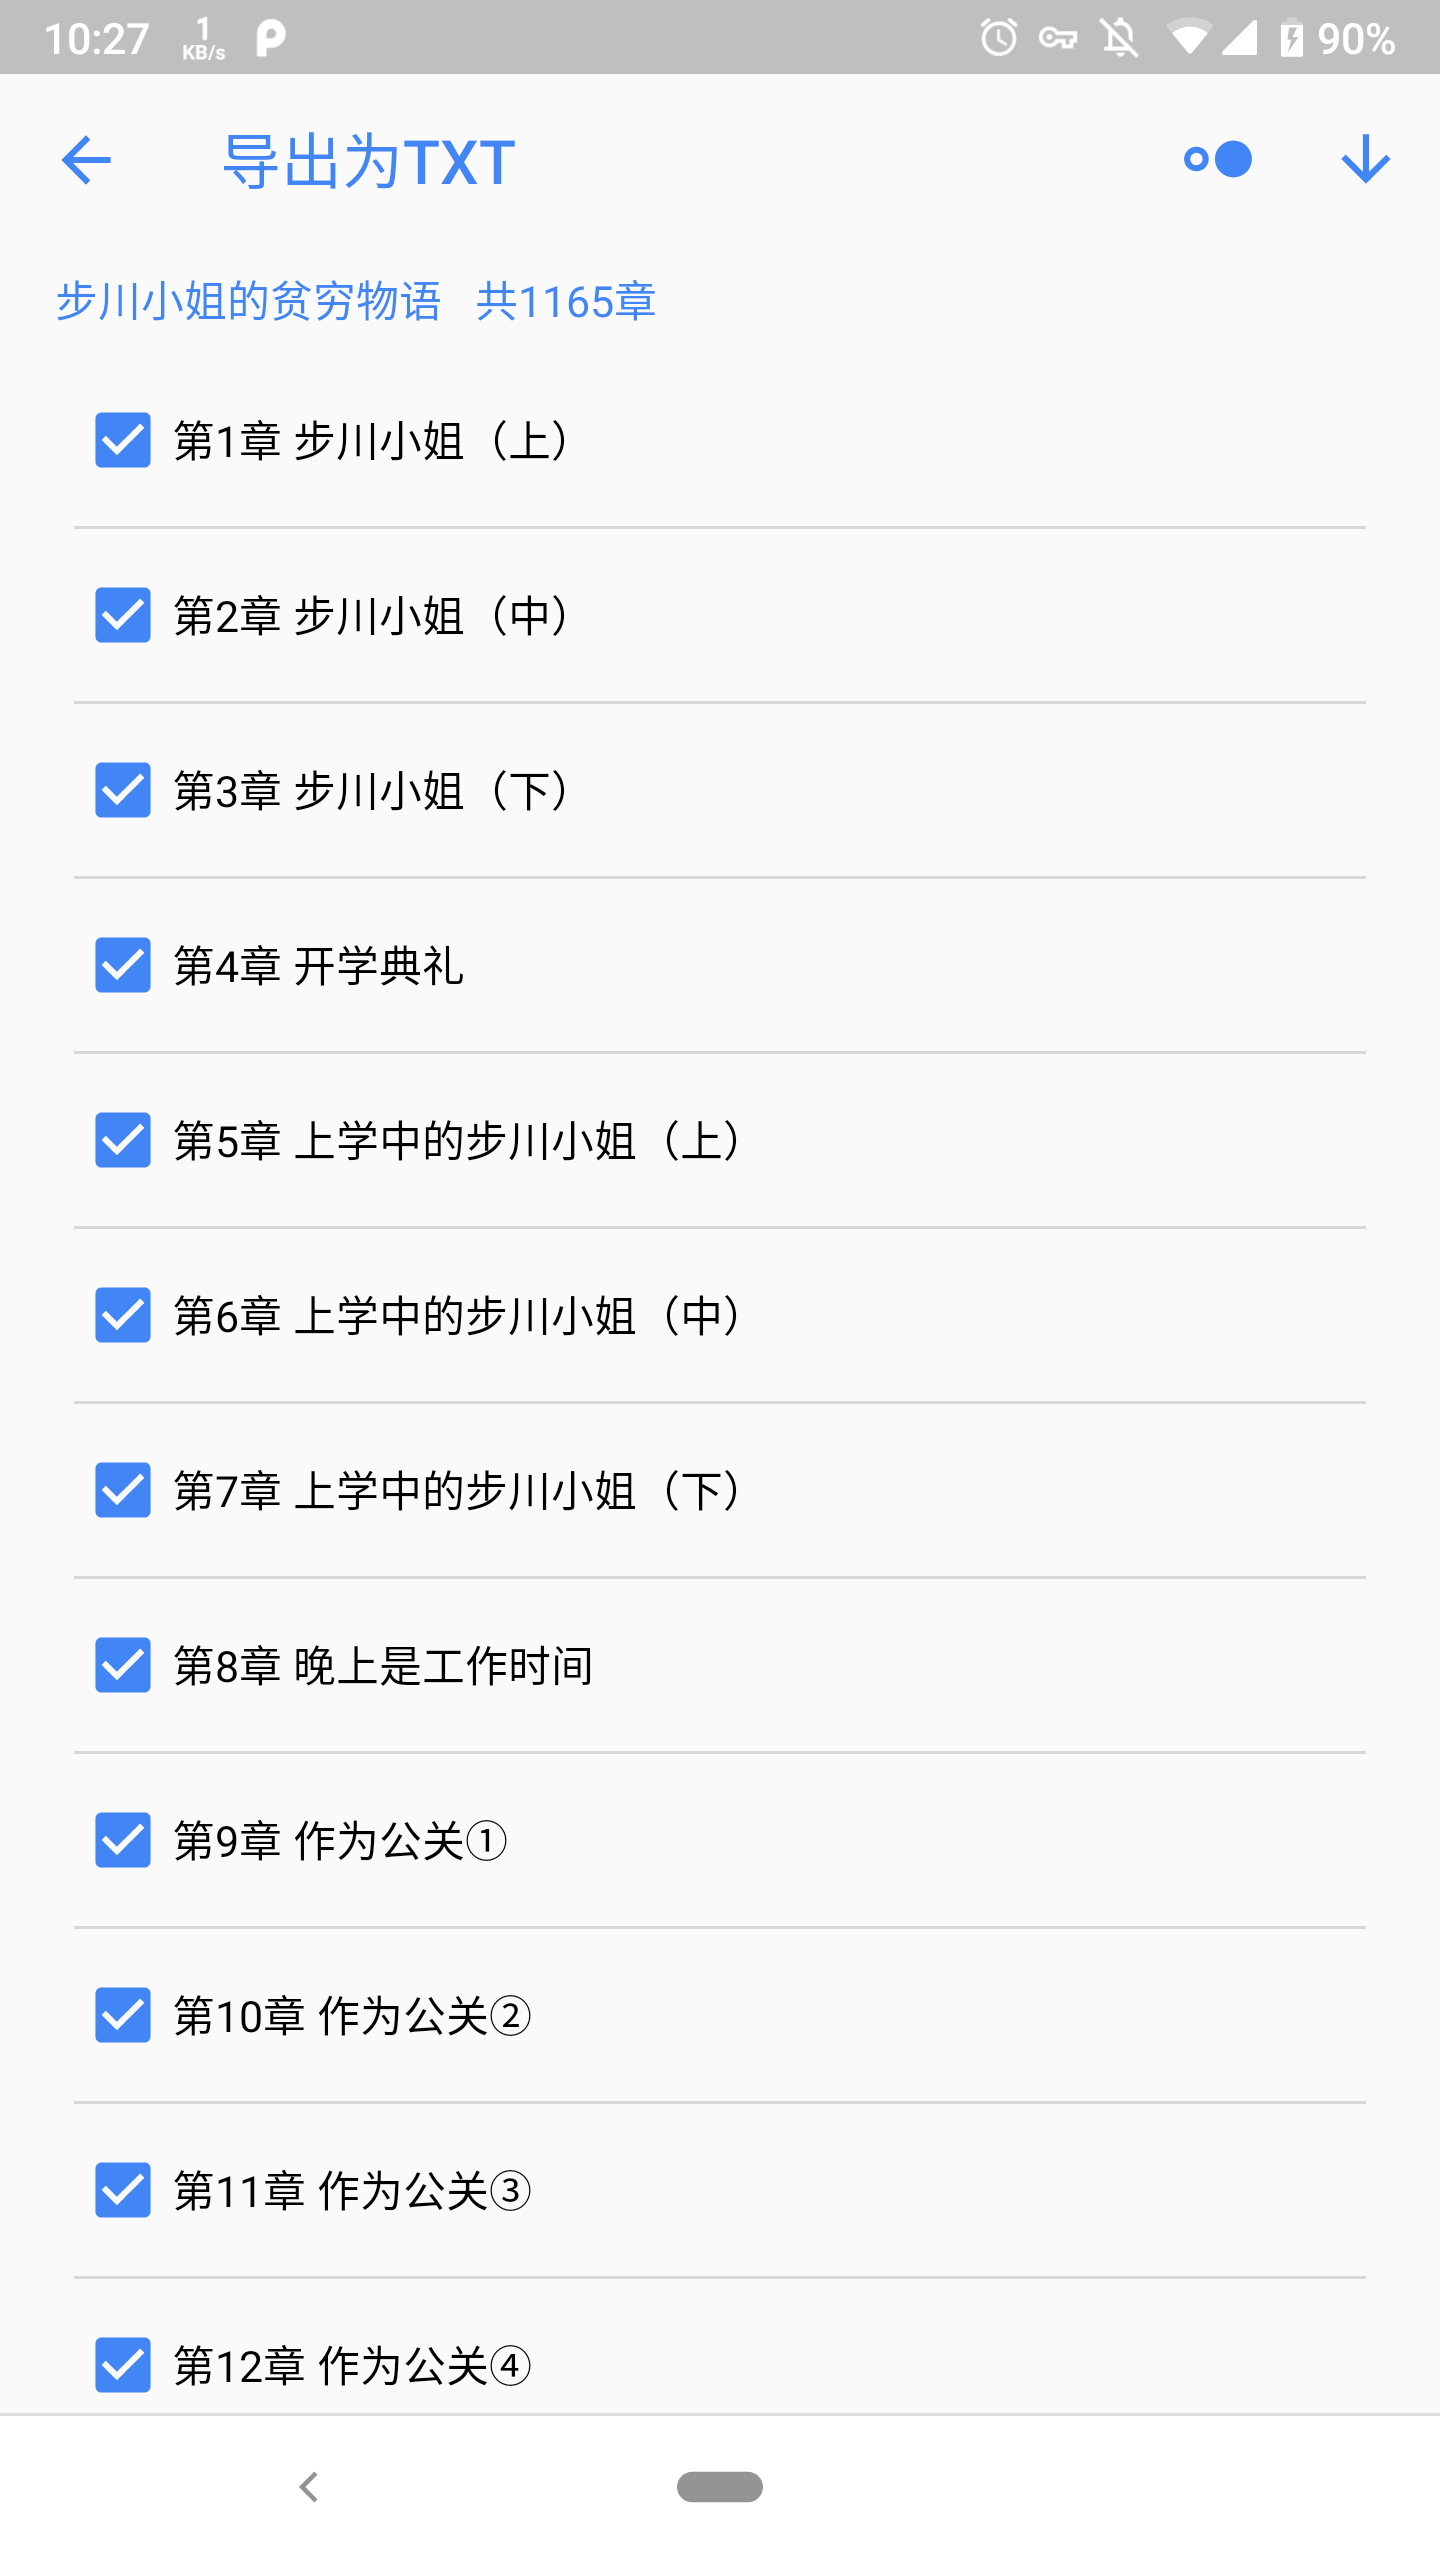 10:27 1 KB/s 90%
导出为TXT
步川小姐的贫穷物语 共1165章
第1章 步川小姐（上）
第2章 步川小姐（中）
第3章 步川小姐（下）
第4章 开学典礼
第5章 上学中的步川小姐（上）
第6章 上学中的步川小姐（中）
第7章 上学中的步川小姐（下）
第8章 晚上是工作时间
第9章 作为公关①
第10章 作为公关②
第11章 作为公关③
第12章 作为公关④